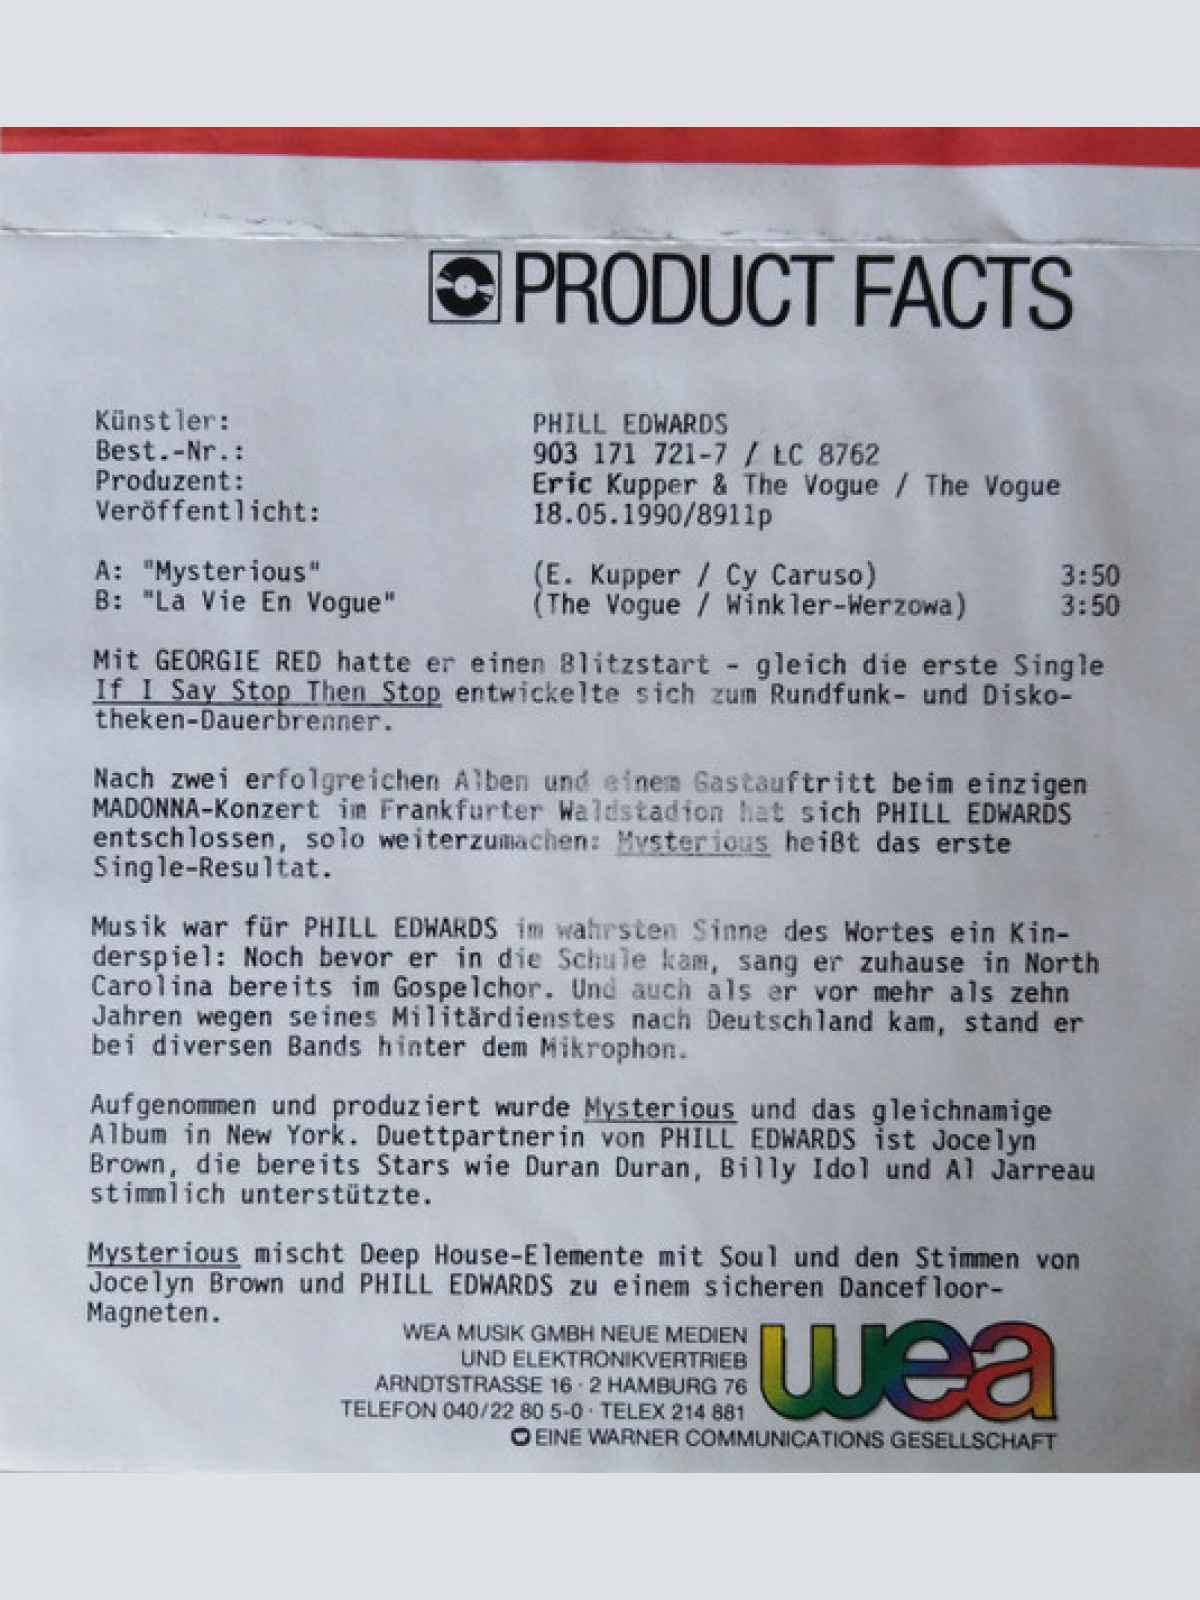 PRODUCT FACTS
Künstler: PHILL EDWARDS
Best.-Nr.: 903 171 721-7 / LC 8762
Produzent: Eric Kupper & The Vogue / The Vogue
Veröffentlicht: 18.05.1990/8911p
A: "Mysterious" (E. Kupper / Cy Caruso) 3:50
B: "La Vie En Vogue" (The Vogue / Winkler-Werzowa) 3:50
Mit GEORGIE RED hatte er einen Blitzstart - gleich die erste Single
If I Say Stop Then Stop entwickelte sich zum Rundfunk- und Disko-
theken-Dauerbrenner.
Nach zwei erfolgreichen Alben und einem Gastauftritt beim einzigen
MADONNA-Konzert im Frankfurter Waldstadion hat sich PHILL EDWARDS
entschlossen, solo weiterzumachen: Mysterious heißt das erste
Single-Resultat.
Musik war für PHILL EDWARDS im wahrsten Sinne des Wortes ein Kin-
derspiel: Noch bevor er in die Schule kam, sang er zuhause in North
Carolina bereits im Gospelchor. Und auch als er vor mehr als zehn
Jahren wegen seines Militärdienstes nach Deutschland kam, stand er
bei diversen Bands hinter dem Mikrophon.
Aufgenommen und produziert wurde Mysterious und das gleichnamige
Album in New York. Duettpartnerin von PHILL EDWARDS ist Jocelyn
Brown, die bereits Stars wie Duran Duran, Billy Idol und Al Jarreau
stimmlich unterstützte.
Mysterious mischt Deep House-Elemente mit Soul und den Stimmen von
Jocelyn Brown und PHILL EDWARDS zu einem sicheren Dancefloor-
Magneten.
WEA MUSIK GMBH NEUE MEDIEN
UND ELEKTRONIKVERTRIEB
ARNDTSTRASSE 16 · 2 HAMBURG 76
TELEFON 040/22 80 5-0 · TELEX 214 881
wea
EINE WARNER COMMUNICATIONS GESELLSCHAFT